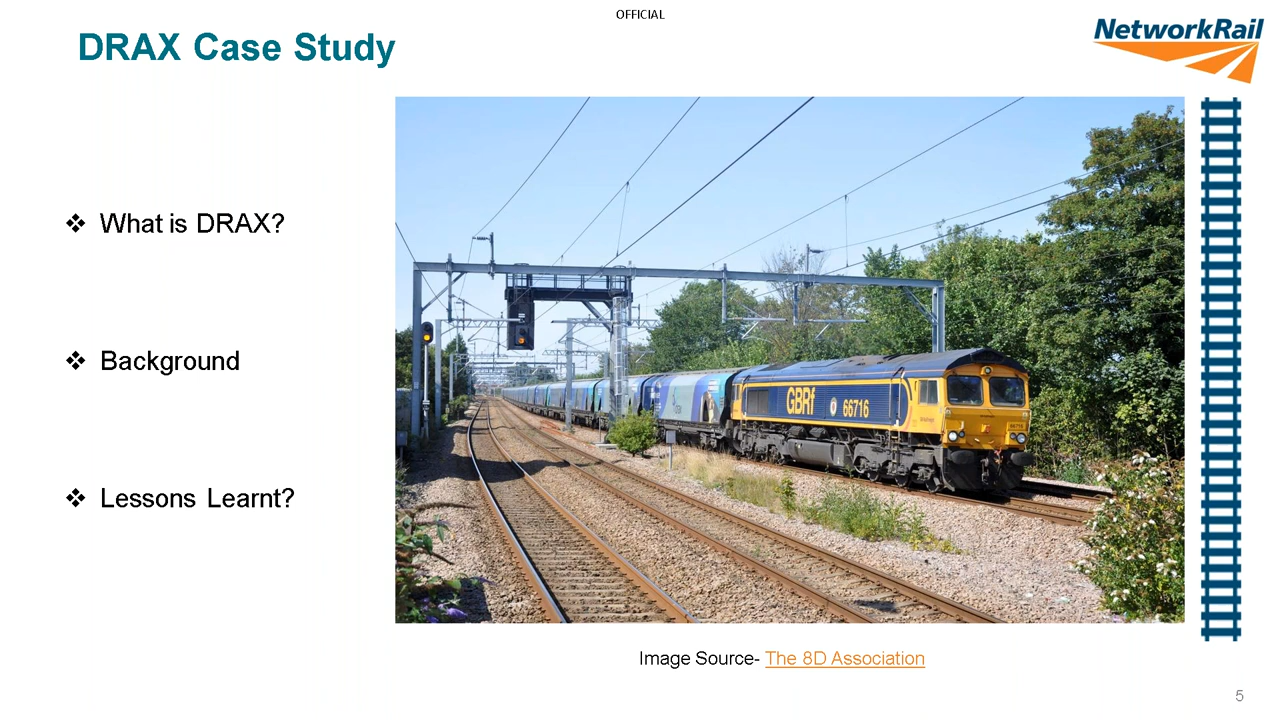 OFFICIAL
DRAX Case Study
NetworkRail
❖ What is DRAX?
❖ Background
❖ Lessons Learnt?
GBRf 66716
Image Source- The 8D Association
5